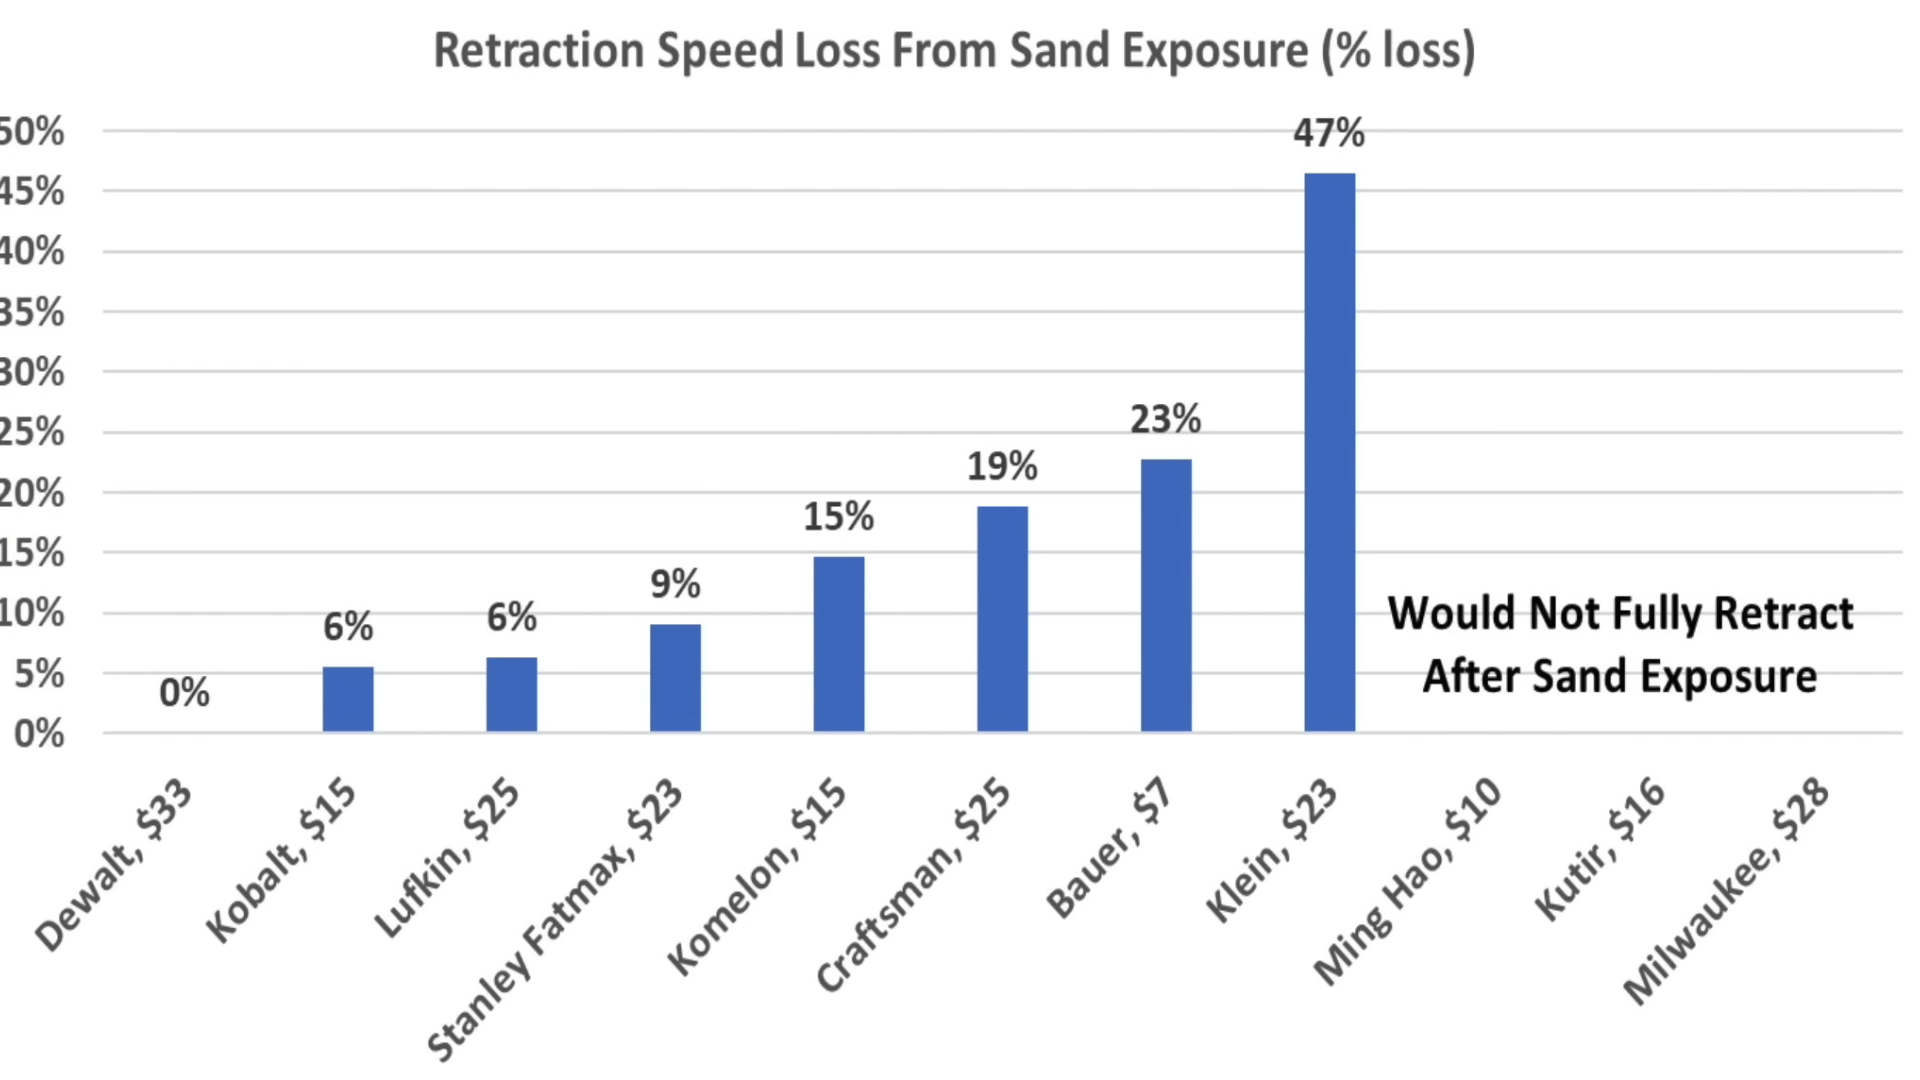 Retraction Speed Loss From Sand Exposure (% loss)
50%
45%
40%
35%
30%
25%
20%
15%
10%
5%
0%
0%
6%
6%
9%
15%
19%
23%
47%
Would Not Fully Retract
After Sand Exposure
Dewalt, $33
Kobalt, $15
Lufkin, $25
Stanley Fatmax, $23
Komelon, $15
Craftsman, $25
Bauer, $7
Klein, $23
Ming Hao, $10
Kutir, $16
Milwaukee, $28